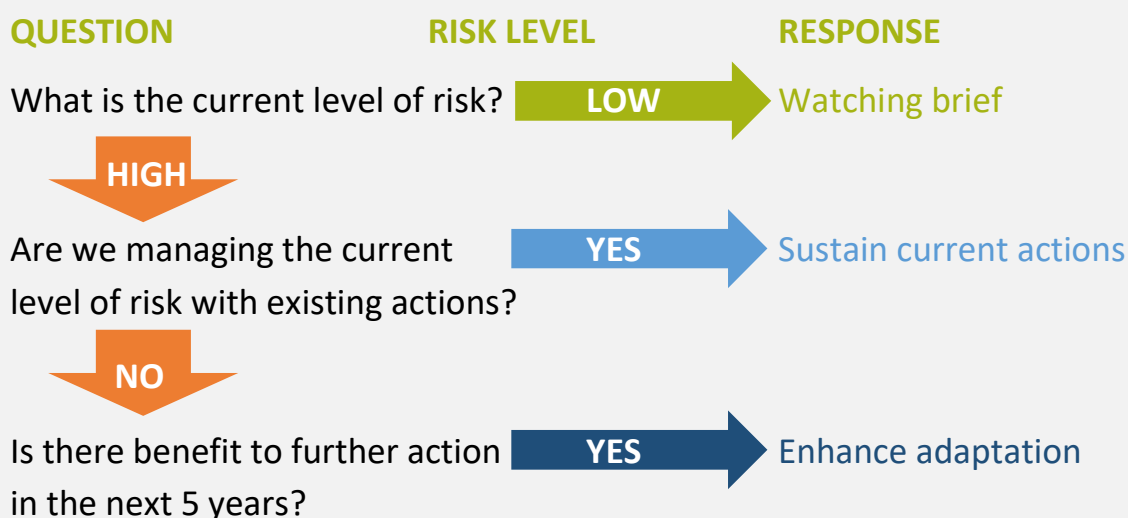 QUESTION RISK LEVEL RESPONSE
What is the current level of risk? LOW Watching brief
HIGH
Are we managing the current YES Sustain current actions
level of risk with existing actions?
NO
Is there benefit to further action YES Enhance adaptation
in the next 5 years?